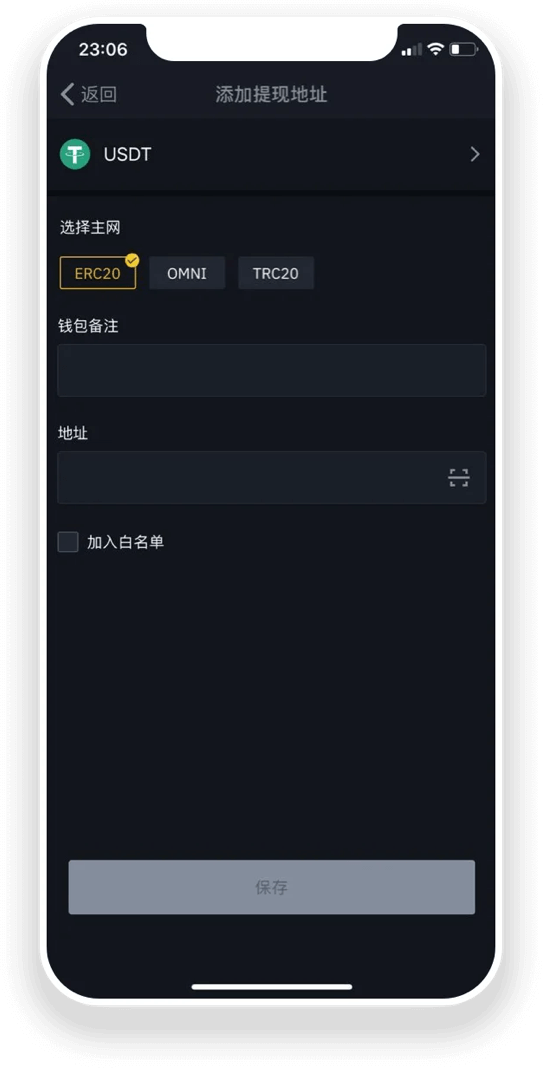 23:06
返回 添加提现地址
USDT
选择主网
ERC20 OMNI TRC20
钱包备注
地址
加入白名单
保存